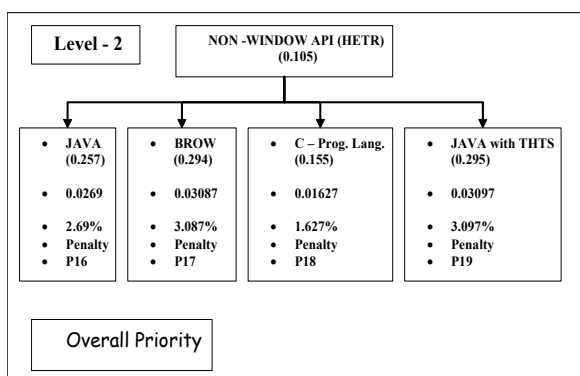 Level - 2
NON -WINDOW API (HETR)
(0.105)
• JAVA
(0.257)
• 0.0269
• 2.69%
• Penalty
• P16
• BROW
(0.294)
• 0.03087
• 3.087%
• Penalty
• P17
• C – Prog. Lang.
(0.155)
• 0.01627
• 1.627%
• Penalty
• P18
• JAVA with THTS
(0.295)
• 0.03097
• 3.097%
• Penalty
• P19
Overall Priority